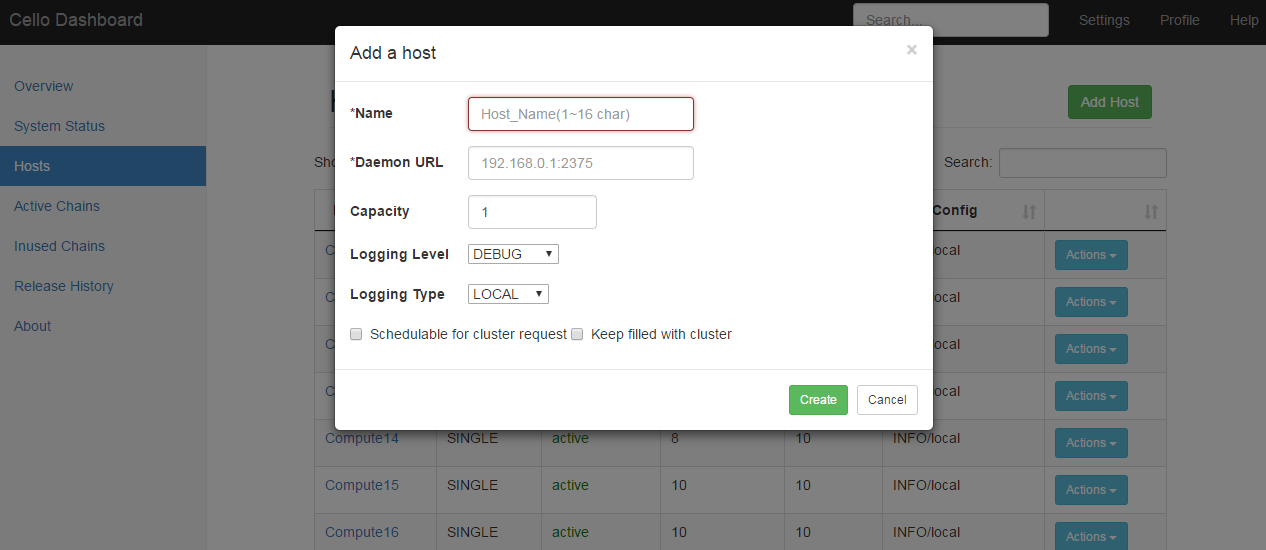 Cello Dashboard
Search...
Settings
Profile
Help
Overview
System Status
Hosts
Active Chains
Inused Chains
Release History
About
Add Host
Search:
Config
Add a host
×
*Name
Host_Name(1~16 char)
*Daemon URL
192.168.0.1:2375
Capacity
1
Logging Level
DEBUG
Logging Type
LOCAL
Schedulable for cluster request
Keep filled with cluster
Create
Cancel
Actions
Actions
Actions
Actions
Compute14 SINGLE active 8 10 INFO/local Actions
Compute15 SINGLE active 10 10 INFO/local Actions
Compute16 SINGLE active 10 10 INFO/local Actions